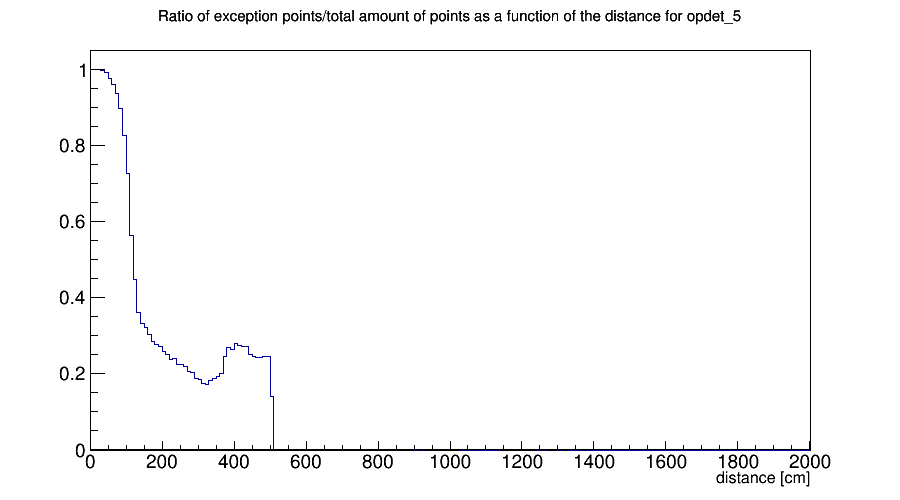 Ratio of exception points/total amount of points as a function of the distance for opdet_5
1
0.8
0.6
0.4
0.2
0
0 200 400 600 800 1000 1200 1400 1600 1800 2000
distance [cm]